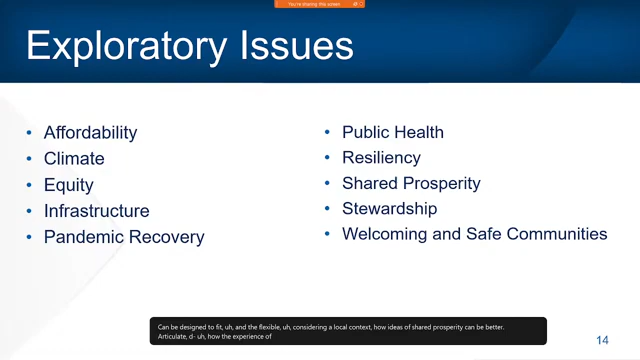 You're sharing this screen
Exploratory Issues
• Affordability
• Climate
• Equity
• Infrastructure
• Pandemic Recovery
• Public Health
• Resiliency
• Shared Prosperity
• Stewardship
• Welcoming and Safe Communities
Can be designed to fit, uh, and the flexible, uh, considering a local context, how ideas of shared prosperity can be better.
Articulate, d- uh, how the experience of
14